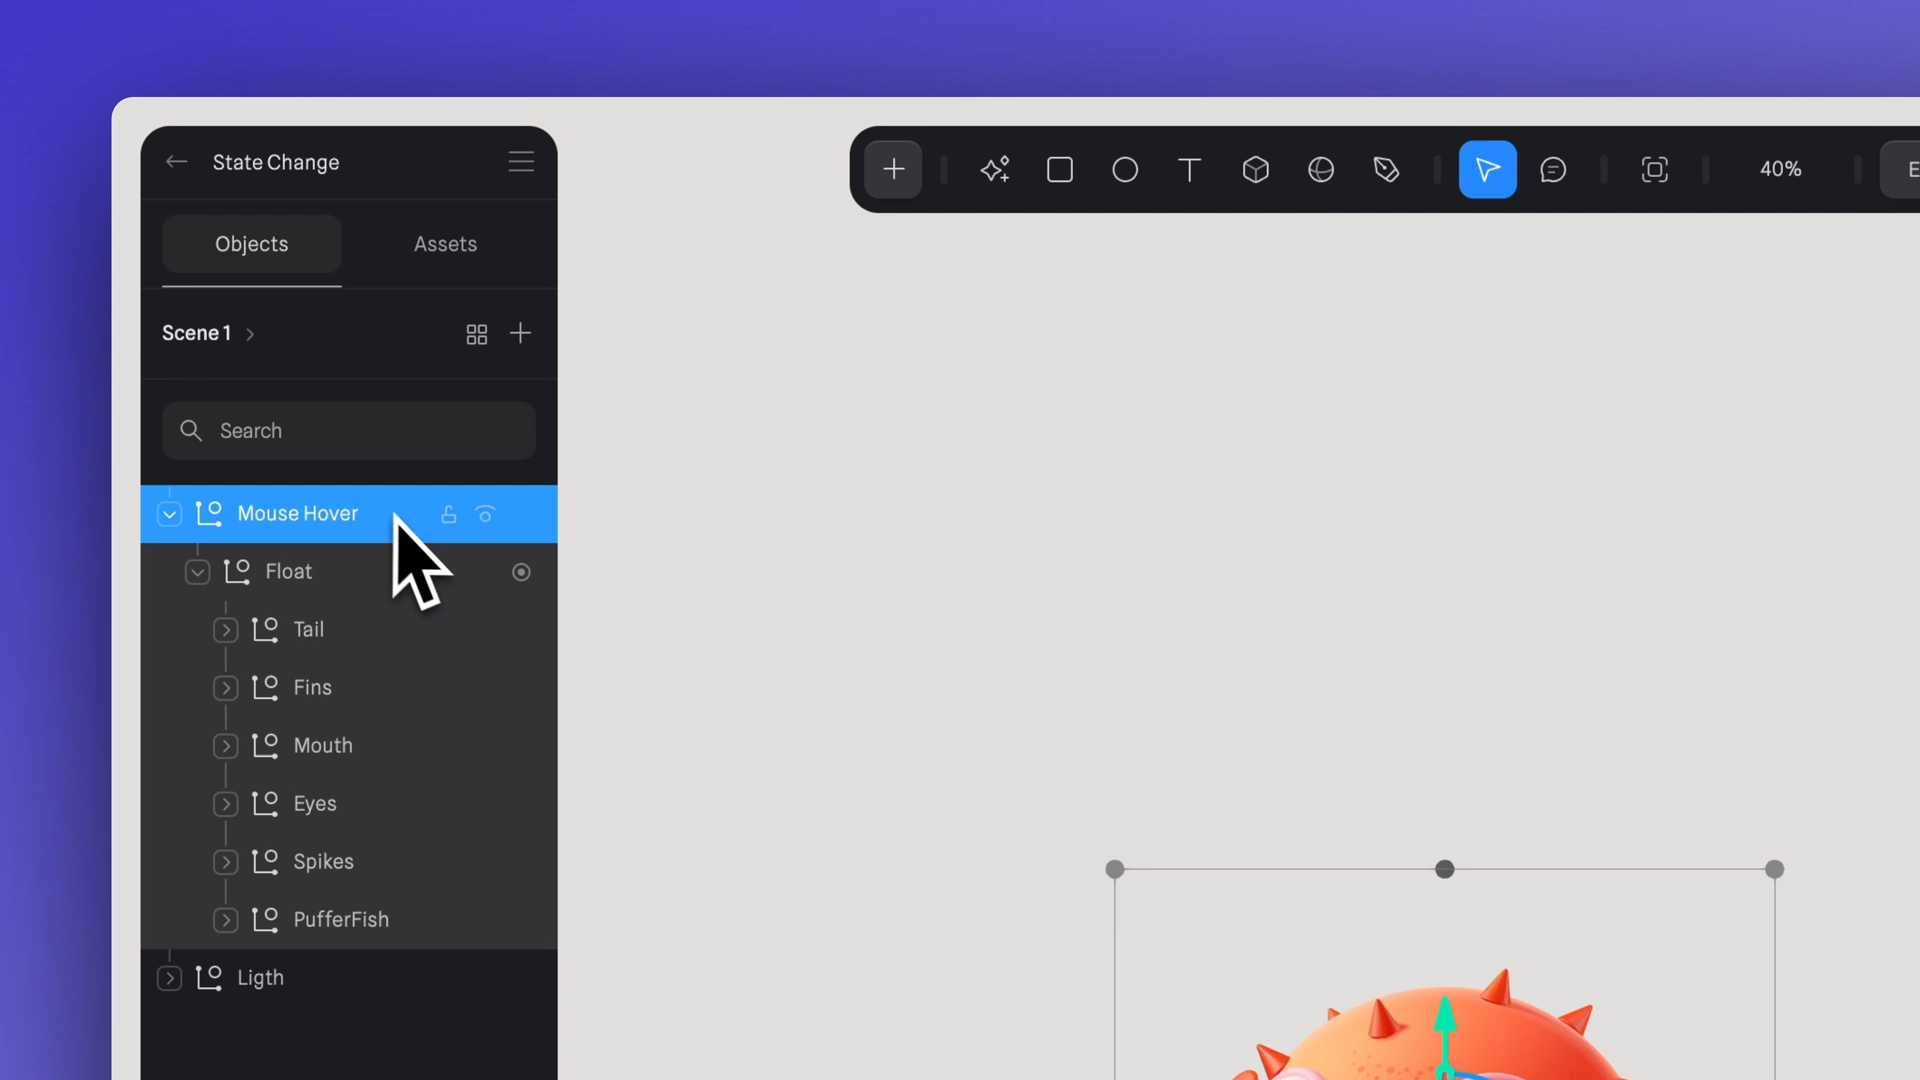 State Change
Objects
Assets
Scene 1
Search
Mouse Hover
Float
Tail
Fins
Mouth
Eyes
Spikes
PufferFish
Ligth
40%